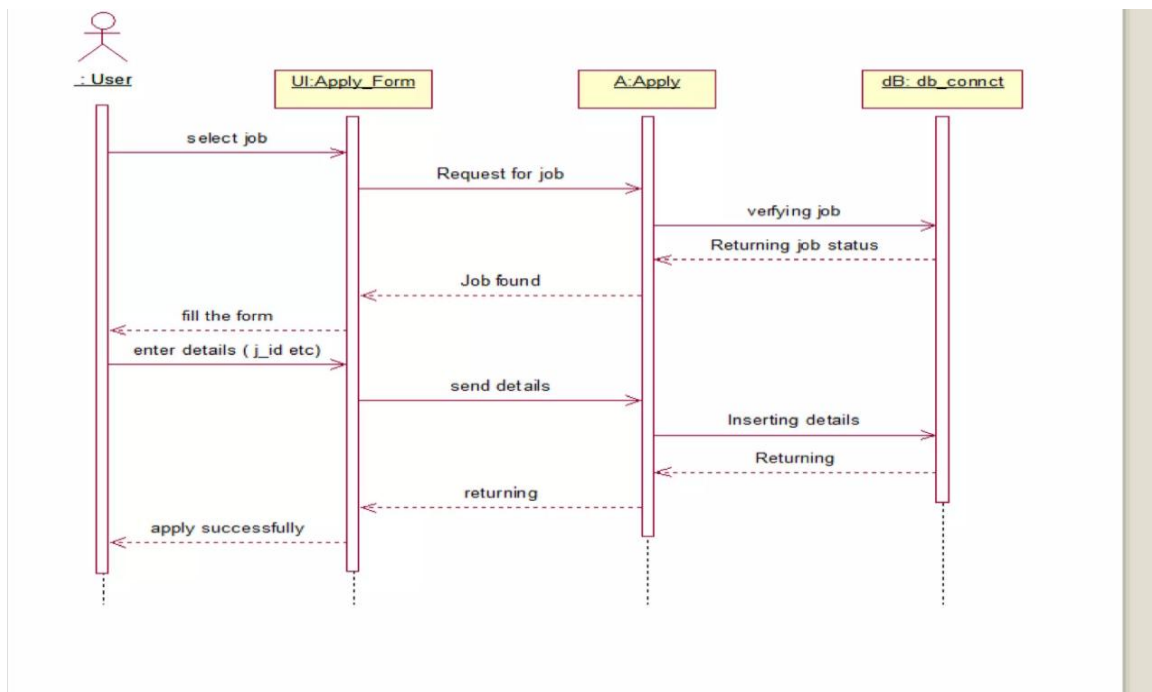 : User
UI:Apply_Form
A:Apply
dB: db_connct
select job
Request for job
verfying job
Returning job status
Job found
fill the form
enter details ( j_id etc)
send details
Inserting details
Returning
returning
apply successfully